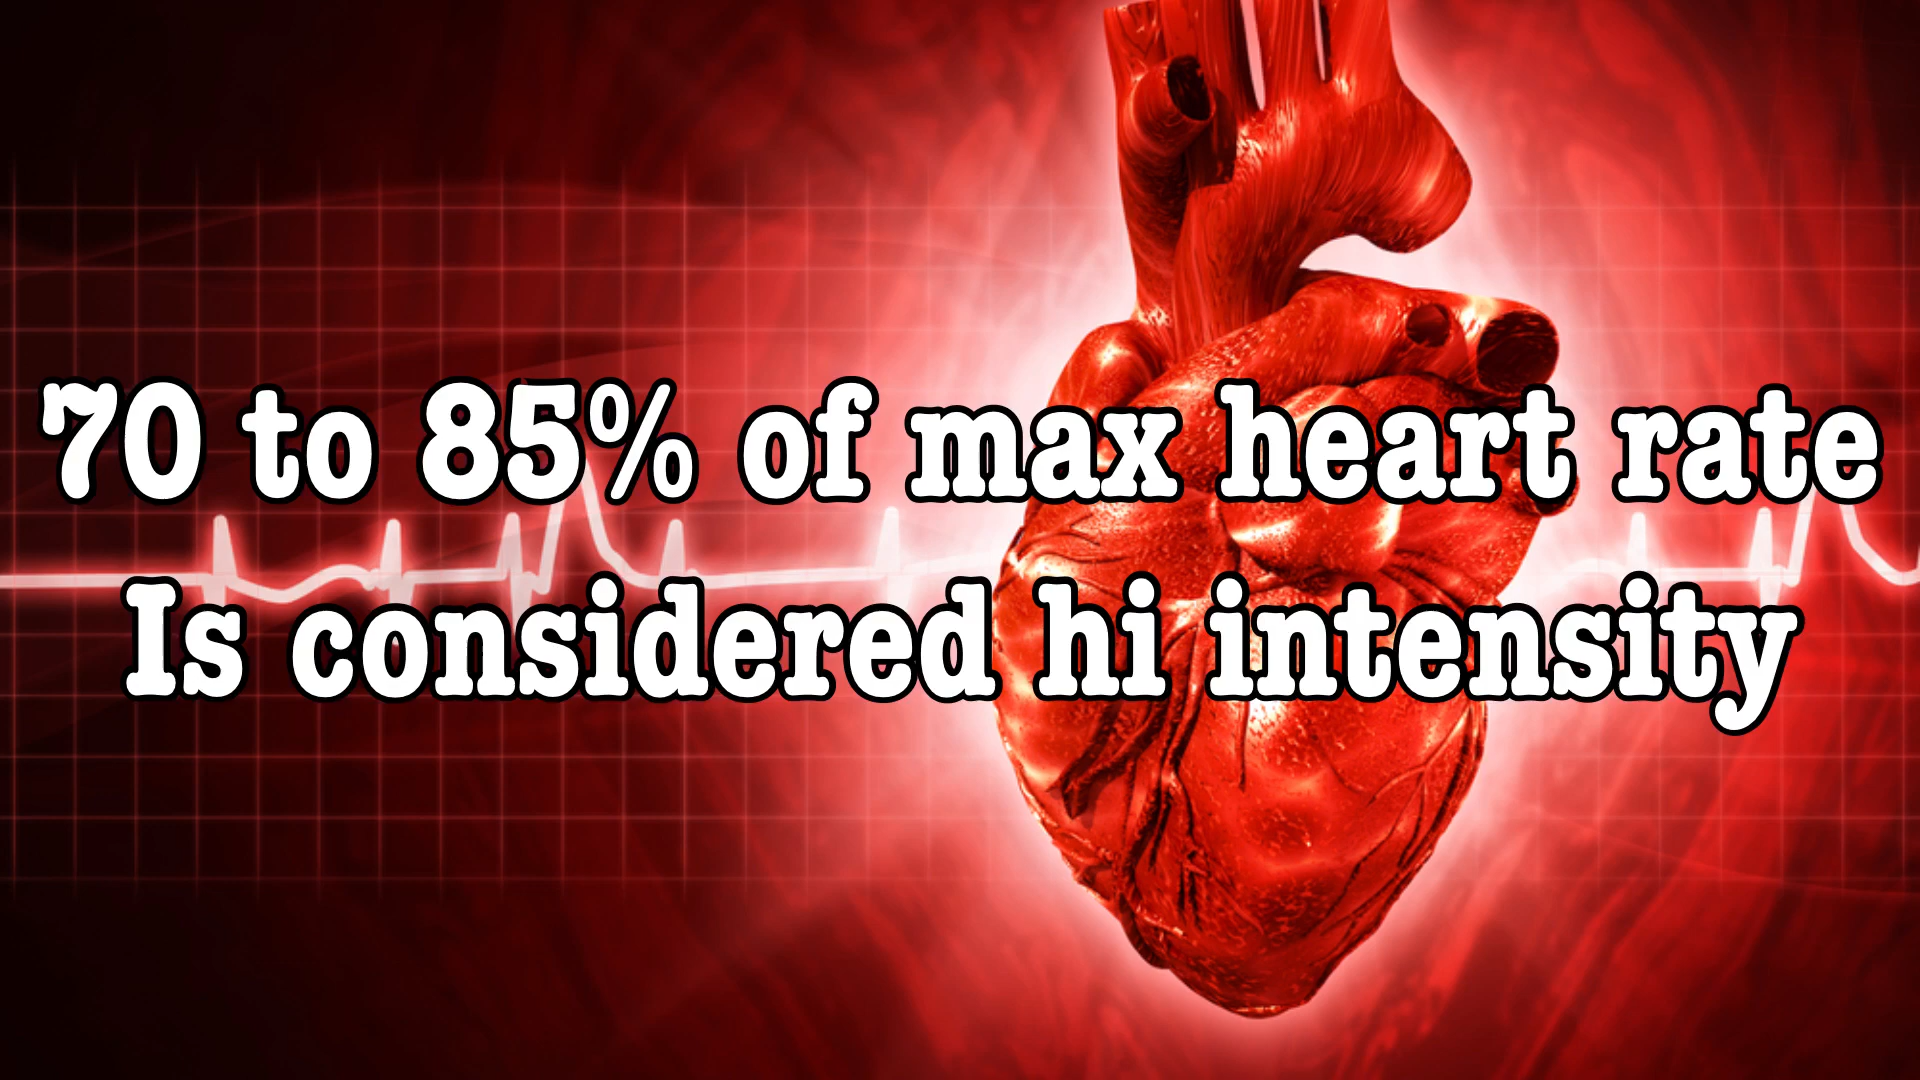 70 to 85% of max heart rate
Is considered hi intensity